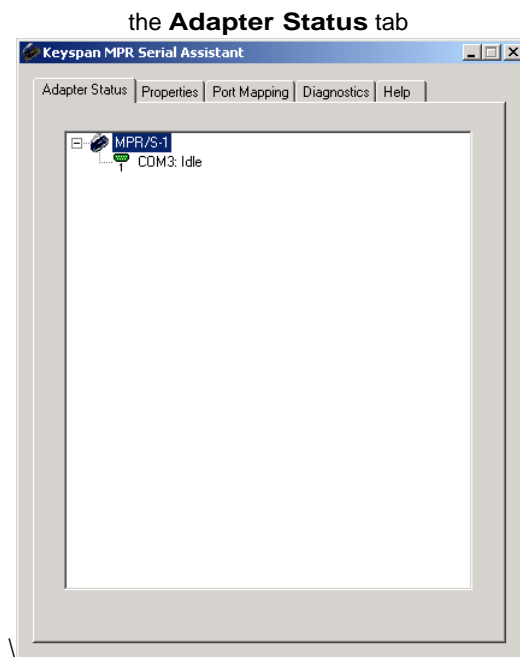 the Adapter Status tab
Keyspan MPR Serial Assistant
Adapter Status Properties Port Mapping Diagnostics Help
MPR/S-1
1 COM3: Idle
\